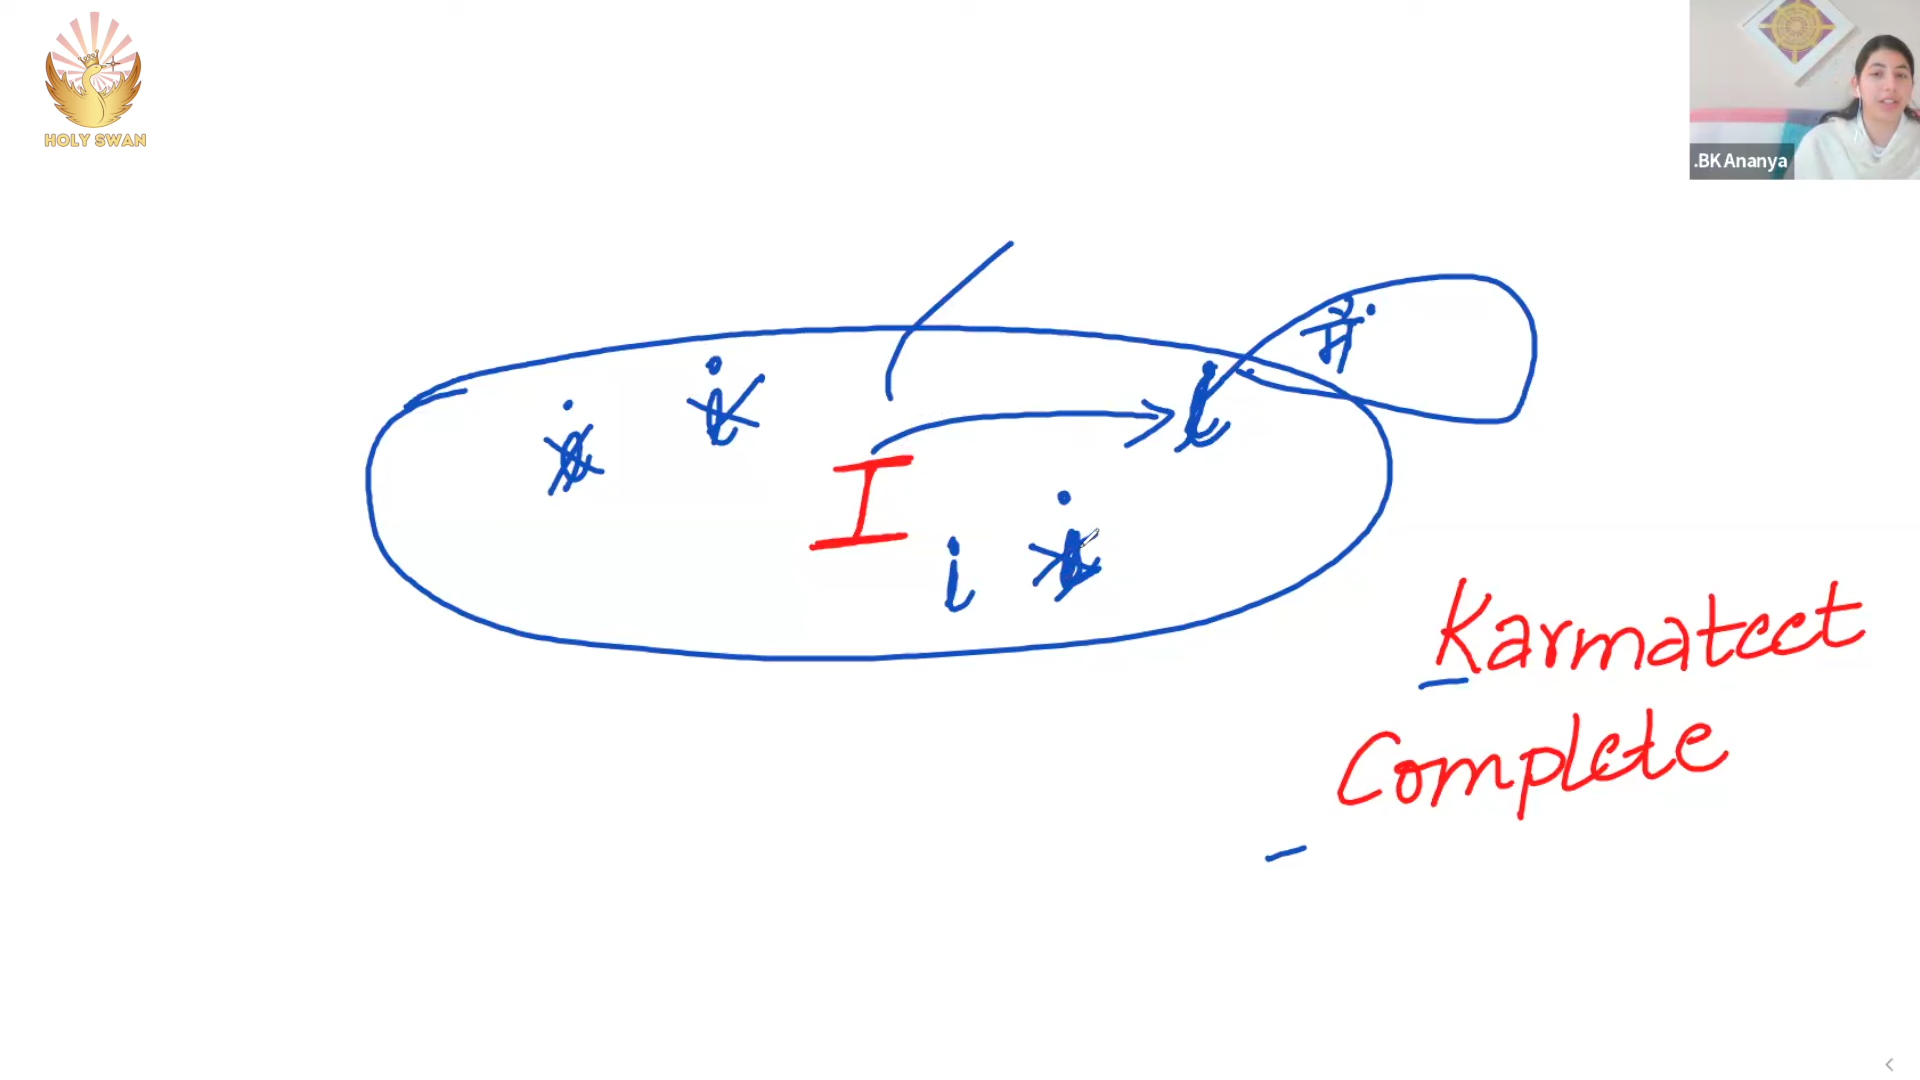 HOLY SWAN
.BK Ananya
मैं
i
i
i
I
i
i
Karmateet
Complete